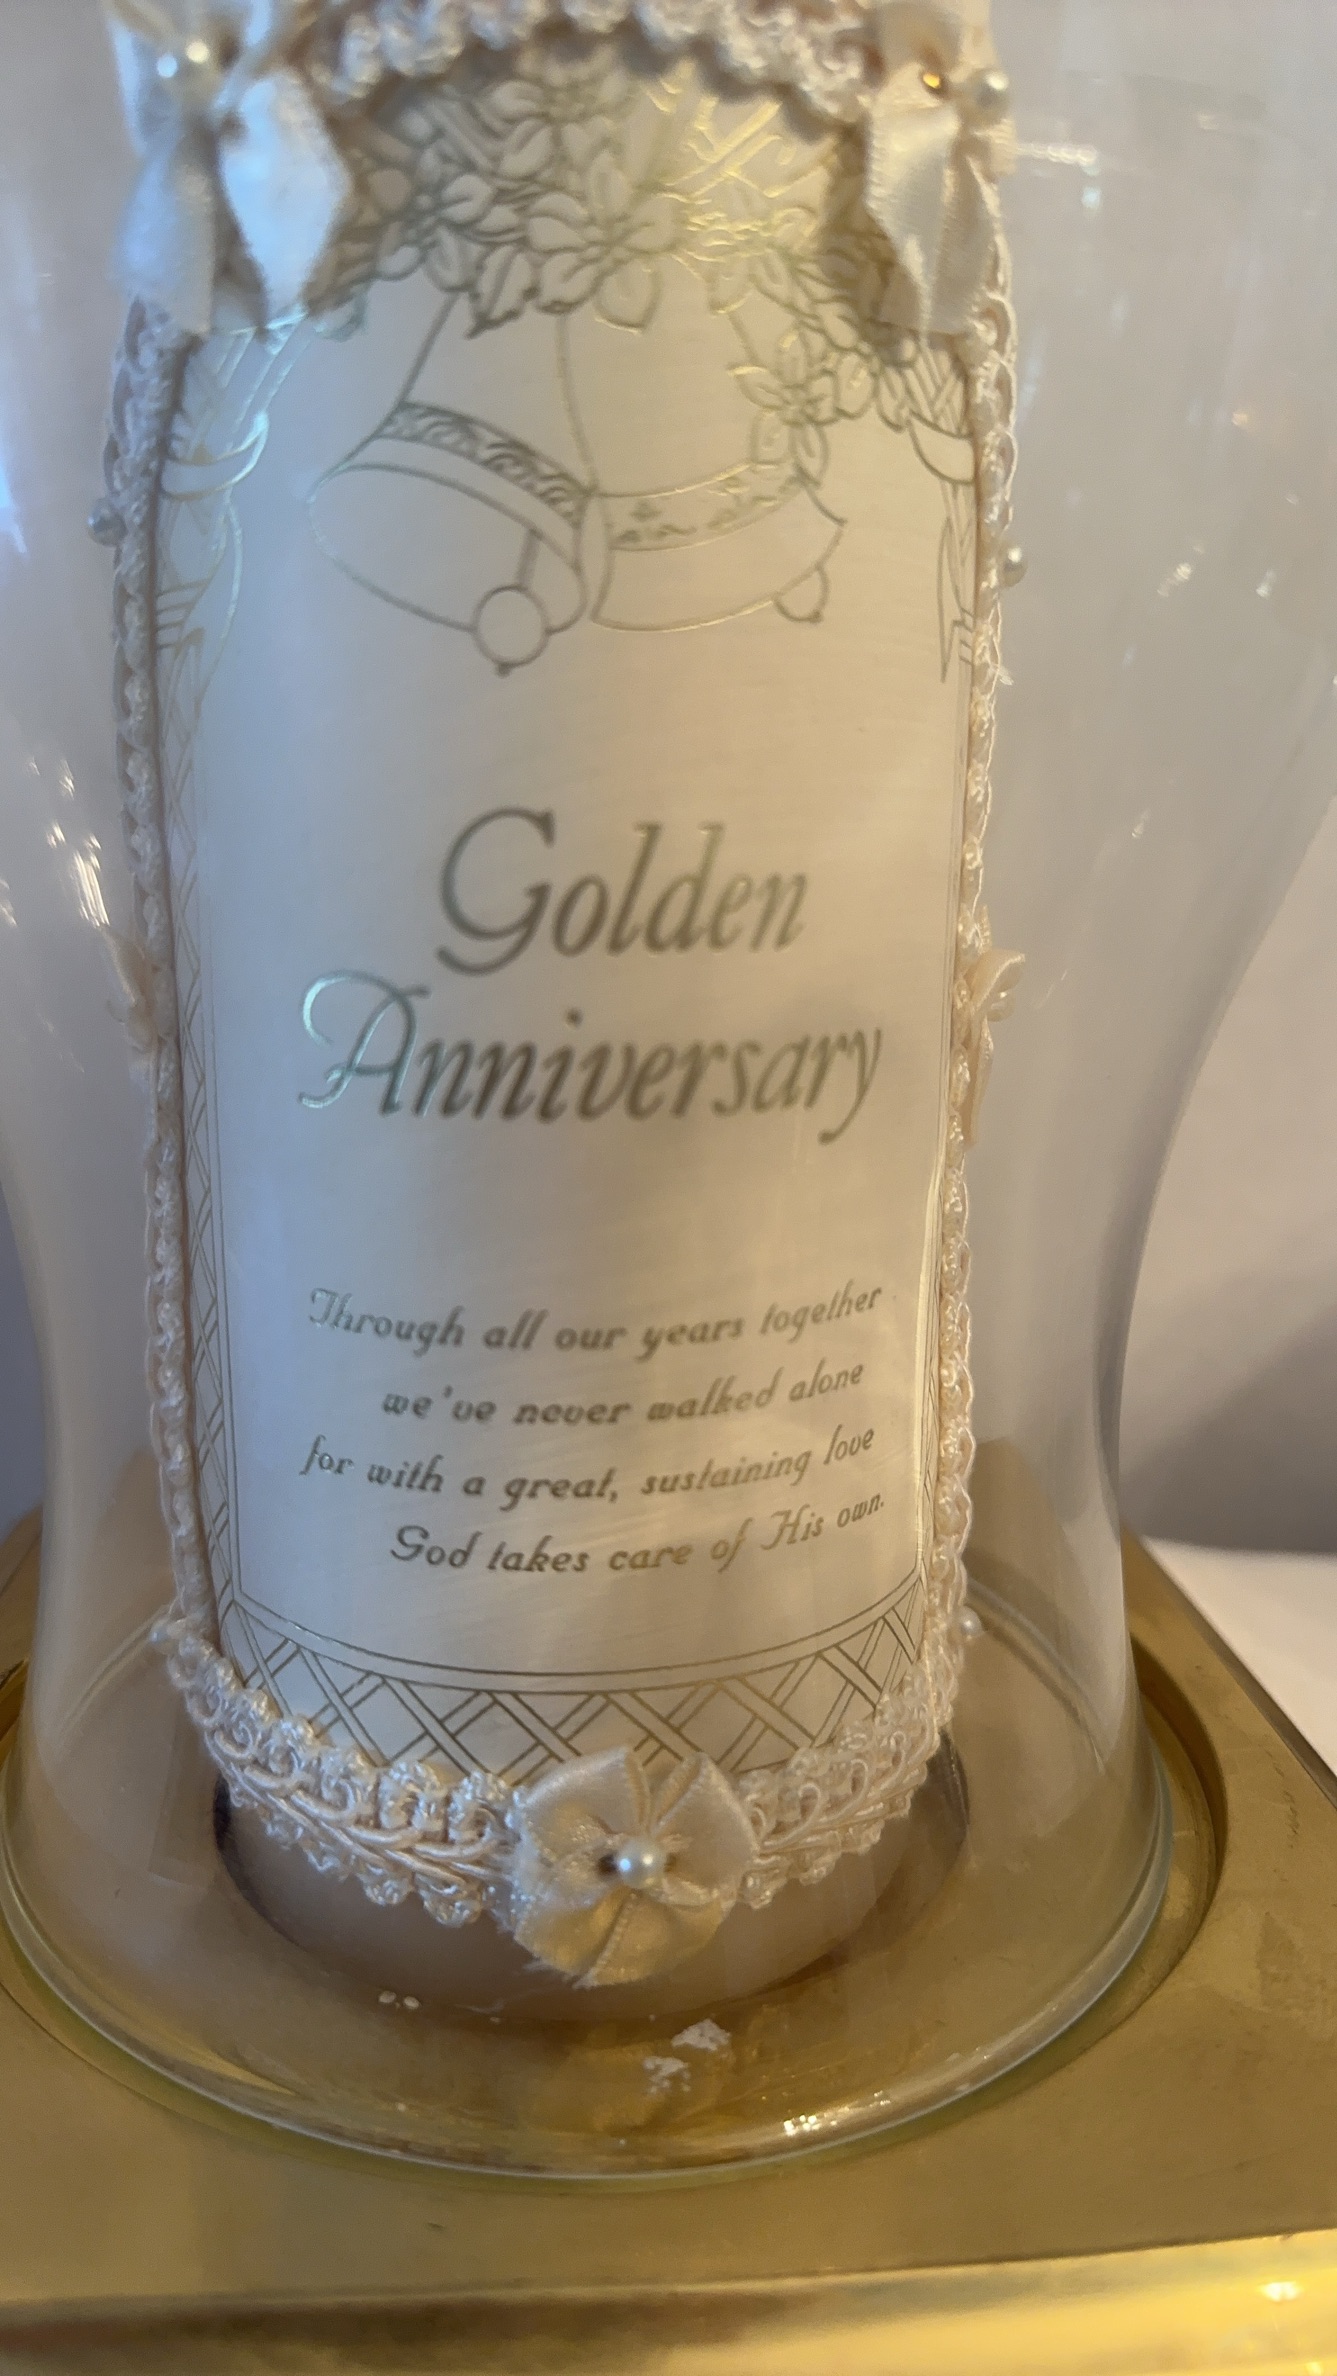 Golden
Anniversary
Through all our years together
we've never walked alone
for with a great, sustaining love
God takes care of His own.